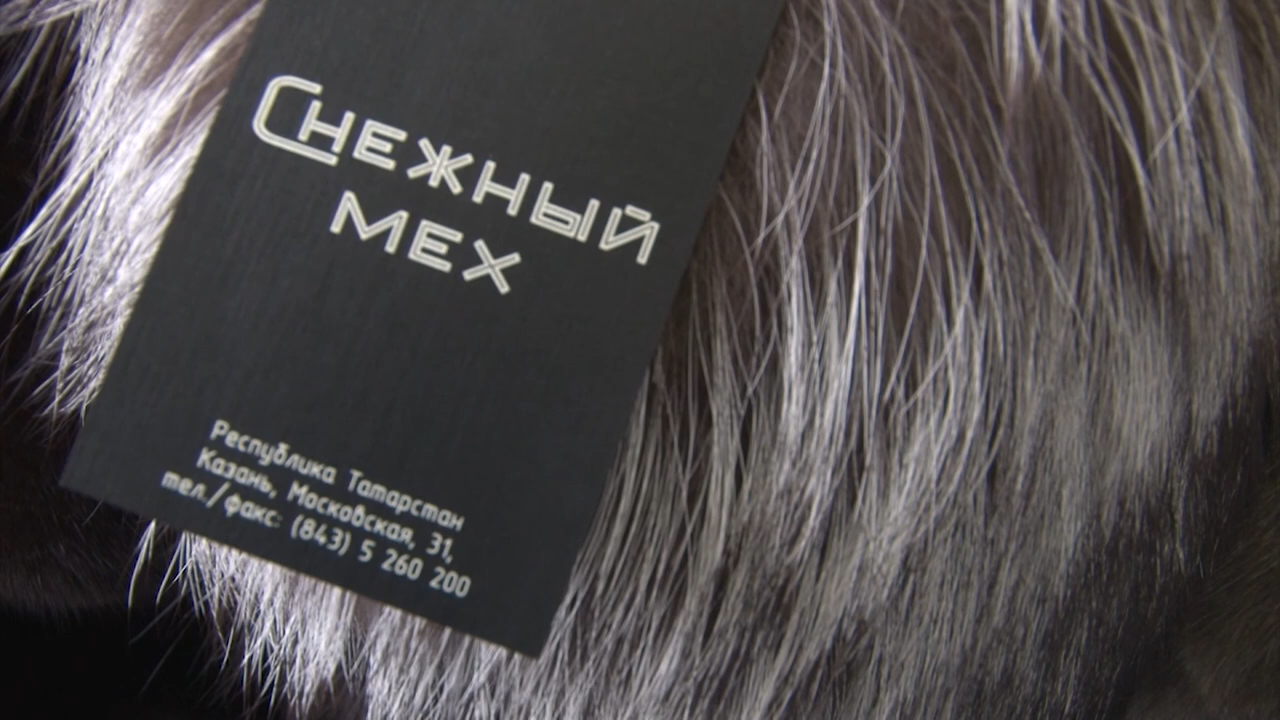 Снежный
мех
Республика Татарстан
Казань, Московская, 31,
тел./факс: (843) 5 260 200